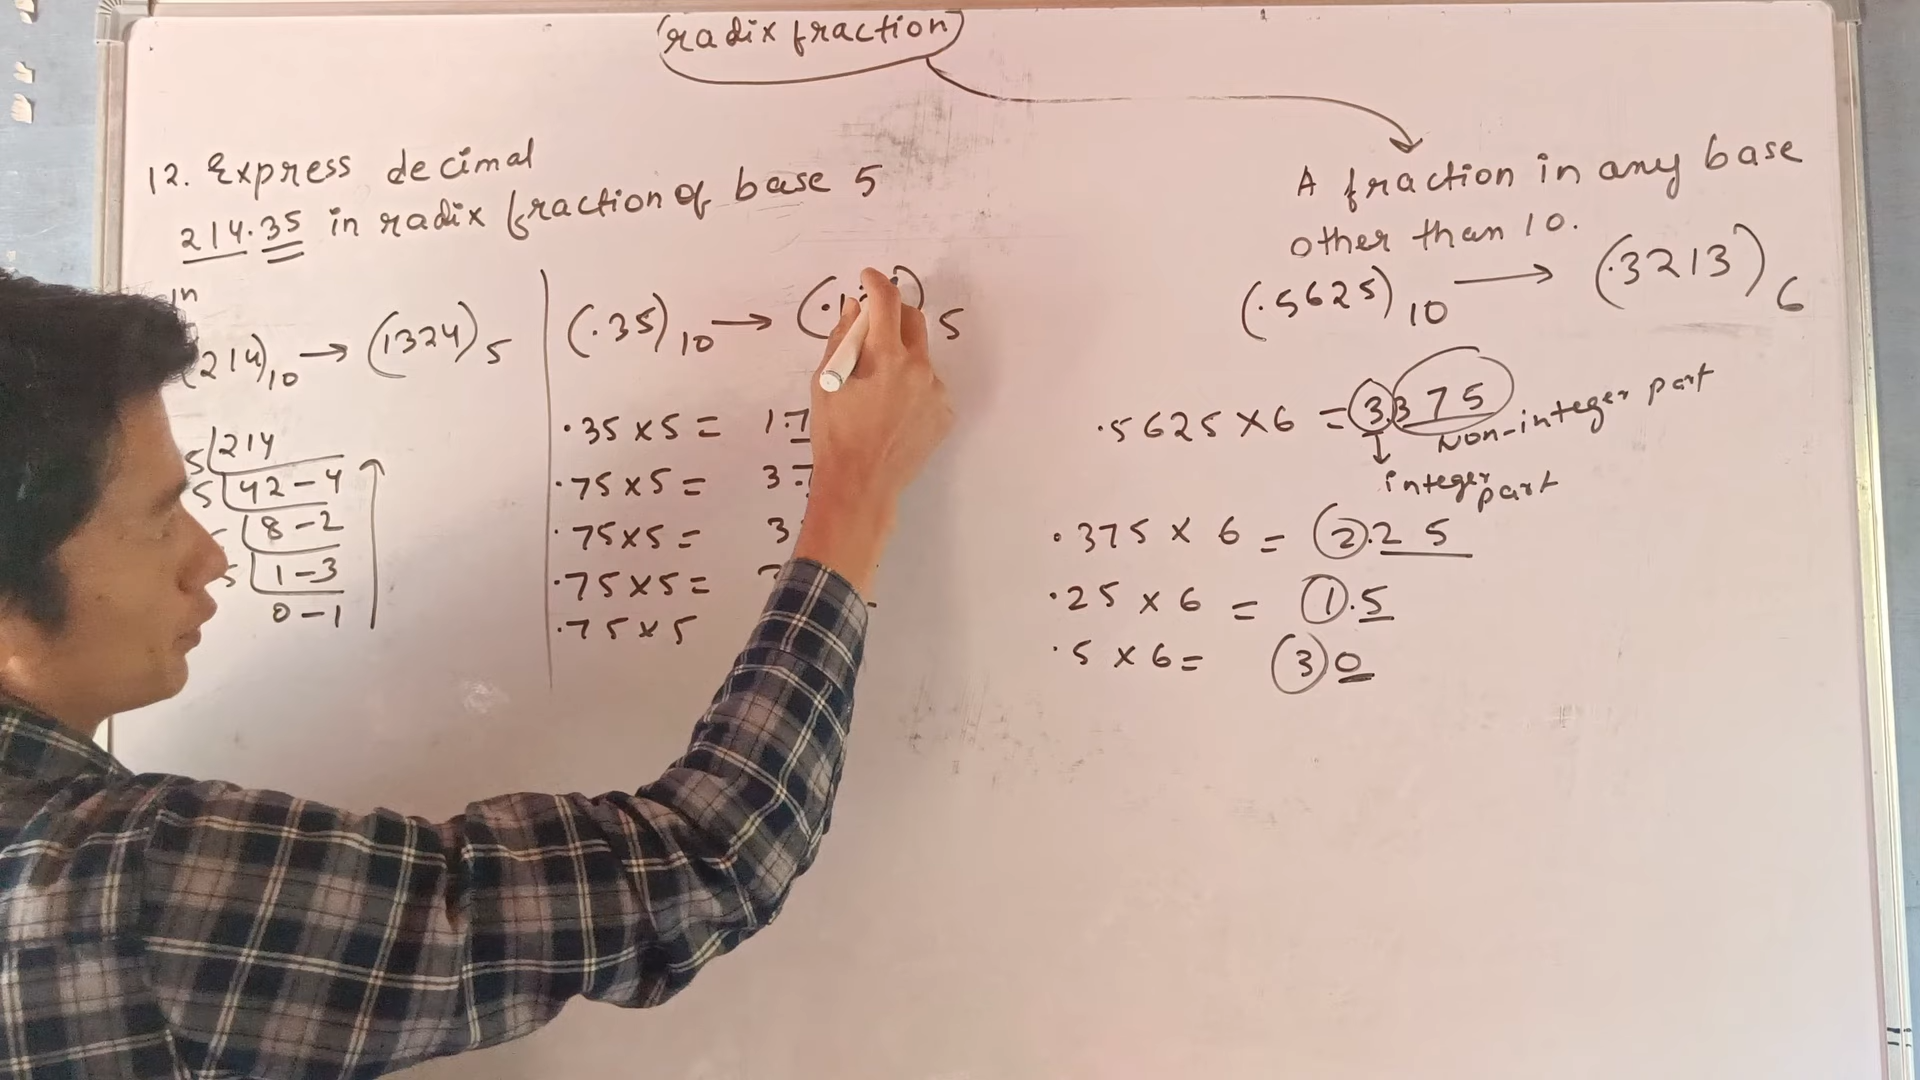 radix fraction
12. Express decimal
214.35 in radix fraction of base 5
(214)10 → (1324)5
5 214
5 42-4
8-2
5 1-3
0-1
(.35)10 → 5
.35×5 =
.75×5 =
.75×5 =
.75×5 =
.75×5
A fraction in any base
other than 10.
(.5625)10 → (.3213)6
.5625×6 = 3.375
Non-integer part
integer part
.375 × 6 = 2.25
.25 × 6 = 1.5
.5 × 6 = 3 0